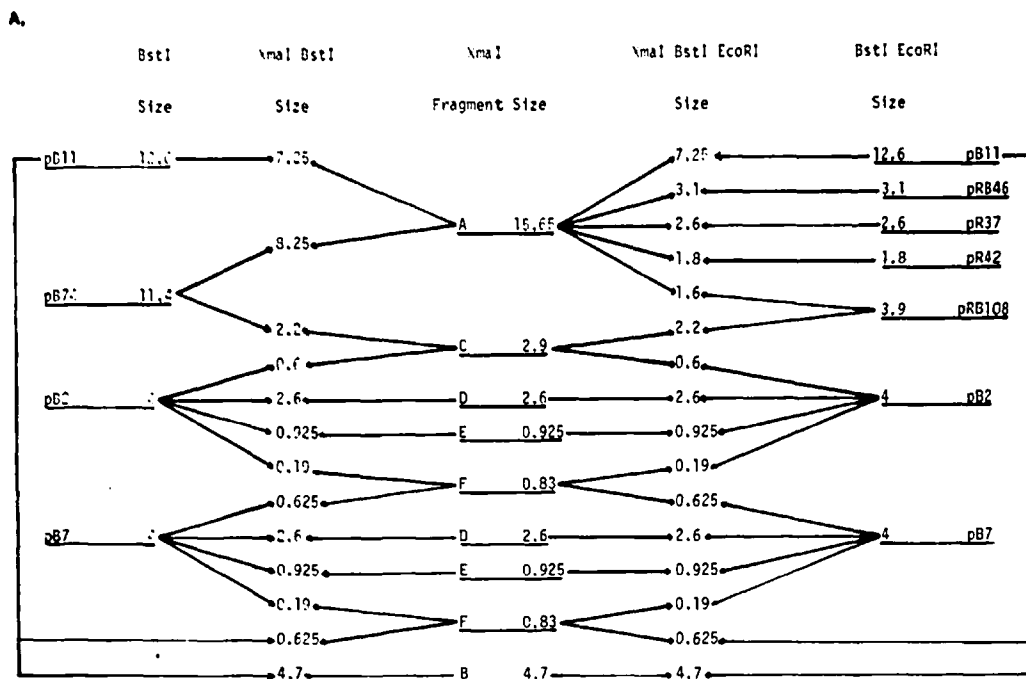 A.
BstI XmaI BstI XmaI XmaI BstI EcoRI BstI EcoRI
Size Size Fragment Size Size Size
pB11 7.25 7.25 12.6 pB11
3.1 3.1 pRB46
A 15.65 2.6 2.6 pR37
8.25 1.8 1.8 pR42
11.4 1.6 3.9 pRB108
2.2 C 2.9 2.2
0.6 0.6
pB2 4 2.6 D 2.6 2.6 4 pB2
0.925 E 0.925 0.925
0.19 F 0.83 0.19
0.625 0.625
pB7 4 2.6 D 2.6 2.6 4 pB7
0.925 E 0.925 0.925
0.19 F 0.83 0.19
0.625 0.625
4.7 B 4.7 4.7